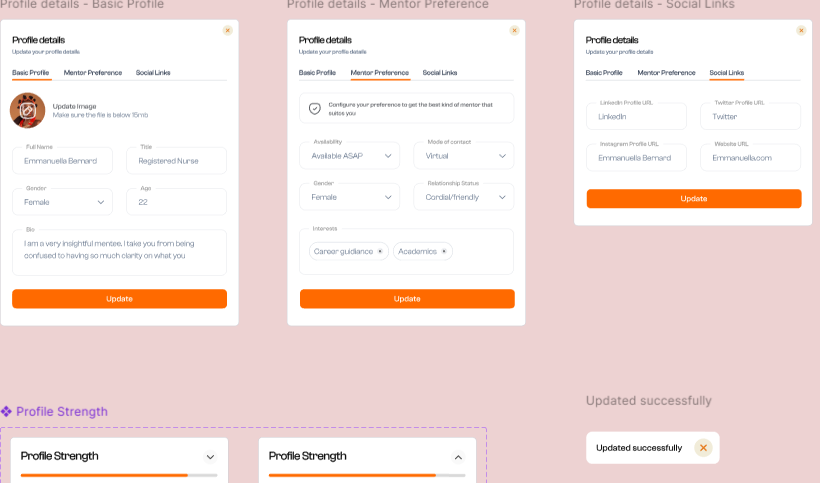 Profile details - Basic Profile
Profile details
Update your profile details
Basic Profile
Mentor Preference
Social Links
Update Image
Make sure the file is below 15mb
Full Name
Emmanuella Bernard
Title
Registered Nurse
Gender
Female
Age
22
Bio
I am a very insightful mentee, I take you from being
confused to having so much clarity on what you
Update
Profile details - Mentor Preference
Profile details
Update your profile details
Basic Profile
Mentor Preference
Social Links
Configure your preference to get the best kind of mentor that
suites you
Availability
Available ASAP
Mode of contact
Virtual
Gender
Female
Relationship Status
Cordial/friendly
Interests
Career guidiance
Academics
Update
Profile details - Social Links
Profile details
Update your profile details
Basic Profile
Mentor Preference
Social Links
LinkedIn Profile URL
LinkedIn
Twitter Profile URL
Twitter
Instagram Profile URL
Emmanuella Bernard
Website URL
Emmanuella.com
Update
Profile Strength
Profile Strength
Profile Strength
Updated successfully
Updated successfully